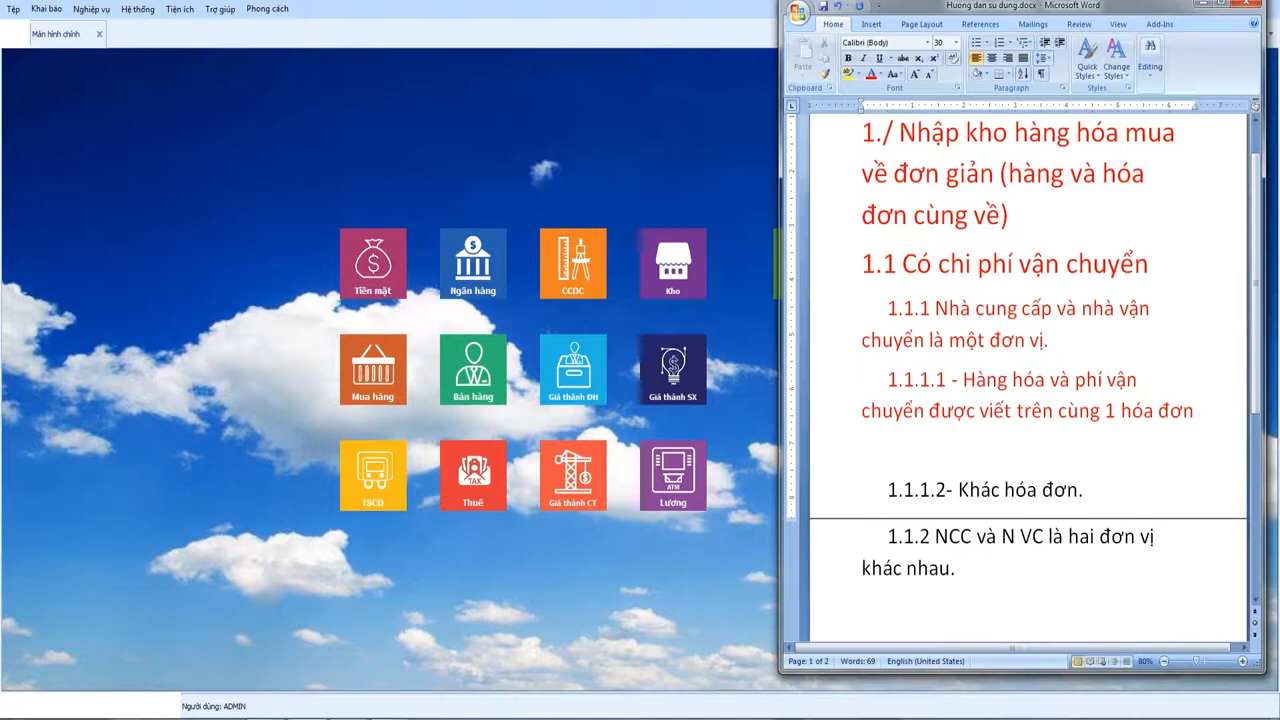 Tệp Khai báo Nghiệp vụ Hệ thống Tiện ích Trợ giúp Phong cách
Màn hình chính
Tiền mặt Ngân hàng CCDC Kho
Mua hàng Bán hàng Giá thành ĐH Giá thành SX
TSCĐ TAX Thuế Giá thành CT ATM Lương
Người dùng: ADMIN
Huong dan su dung.docx - Microsoft Word
Home Insert Page Layout References Mailings Review View Add-Ins
Paste
Calibri (Body) 30
Quick Styles
Change Styles
Editing
Clipboard Font Paragraph Styles
1./ Nhập kho hàng hóa mua
về đơn giản (hàng và hóa
đơn cùng về)
1.1 Có chi phí vận chuyển
1.1.1 Nhà cung cấp và nhà vận
chuyển là một đơn vị.
1.1.1.1 - Hàng hóa và phí vận
chuyển được viết trên cùng 1 hóa đơn
1.1.1.2- Khác hóa đơn.
1.1.2 NCC và N VC là hai đơn vị
khác nhau.
Page: 1 of 2 Words: 69 English (United States) 80%